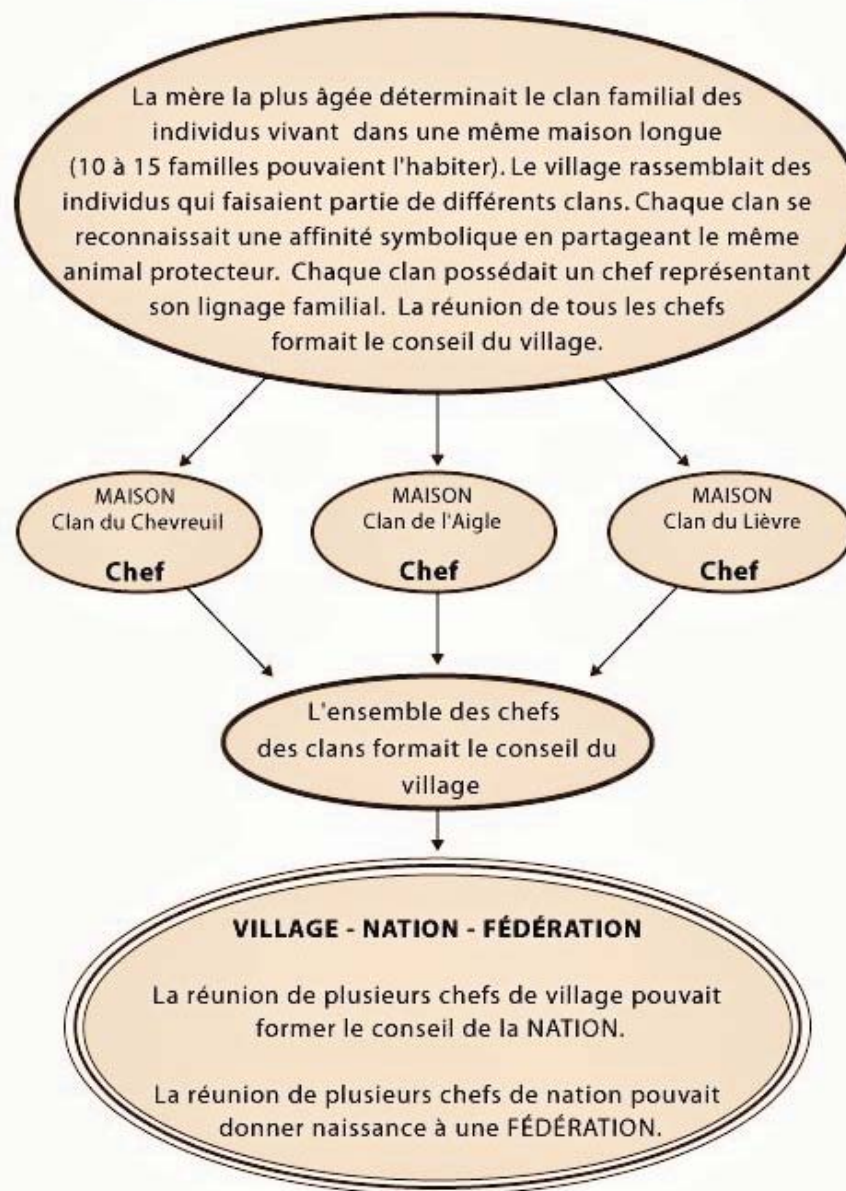 La mère la plus âgée déterminait le clan familial des
individus vivant dans une même maison longue
(10 à 15 familles pouvaient l'habiter). Le village rassemblait des
individus qui faisaient partie de différents clans. Chaque clan se
reconnaissait une affinité symbolique en partageant le même
animal protecteur. Chaque clan possédait un chef représentant
son lignage familial. La réunion de tous les chefs
formait le conseil du village.
MAISON
Clan du Chevreuil
Chef
MAISON
Clan de l'Aigle
Chef
MAISON
Clan du Lièvre
Chef
L'ensemble des chefs
des clans formait le conseil du
village
VILLAGE - NATION - FÉDÉRATION
La réunion de plusieurs chefs de village pouvait
former le conseil de la NATION.
La réunion de plusieurs chefs de nation pouvait
donner naissance à une FÉDÉRATION.